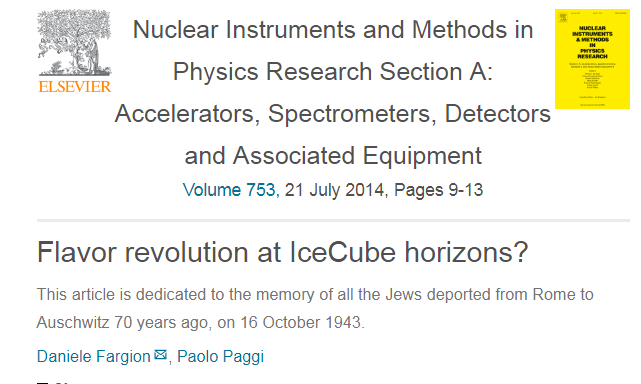 Nuclear Instruments and Methods in
Physics Research Section A:
Accelerators, Spectrometers, Detectors
and Associated Equipment
Volume 753, 21 July 2014, Pages 9-13
ELSEVIER
NUCLEAR
INSTRUMENTS
& METHODS
IN
PHYSICS
RESEARCH
Flavor revolution at IceCube horizons?
This article is dedicated to the memory of all the Jews deported from Rome to
Auschwitz 70 years ago, on 16 October 1943.
Daniele Fargion, Paolo Paggi